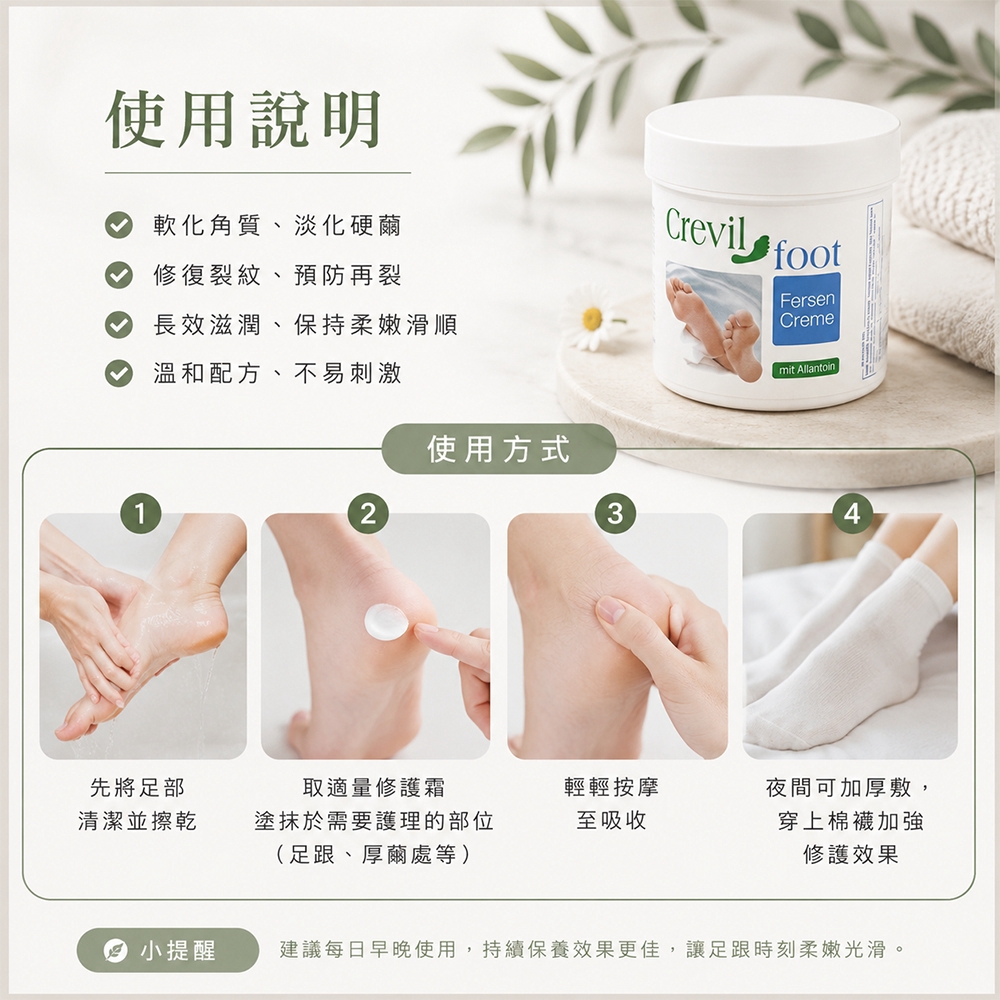 使用說明
軟化角質、淡化硬繭
修復裂紋、預防再裂
長效滋潤、保持柔嫩滑順
溫和配方、不易刺激
Crevil
foot
Fersen
Creme
mit Allantoin
使用方式
1
2
3
4
先將足部
清潔並擦乾
取適量修護霜
塗抹於需要護理的部位
（足跟、厚繭處等）
輕輕按摩
至吸收
夜間可加厚敷，
穿上棉襪加強
修護效果
小提醒
建議每日早晚使用，持續保養效果更佳，讓足跟時刻柔嫩光滑。